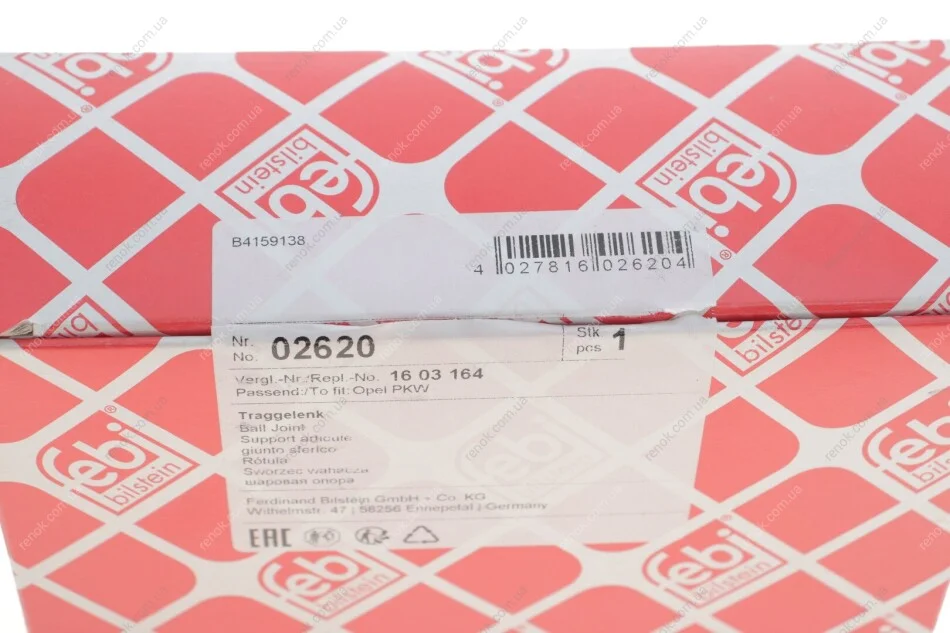 febi
bilstein
B4159138
4 027816 026204
Nr.
No. 02620
Stk
pcs 1
Vergl.-Nr./Repl.-No. 16 03 164
Passend:/To fit: Opel PKW
Traggelenk
Ball Joint
Support articulé
giunto sferico
Rótula
Sworzeń wahacza
шаровая опора
Ferdinand Bilstein GmbH + Co. KG
Wilhelmstr. 47 | 58256 Ennepetal | Germany
EAC
renok.com.ua